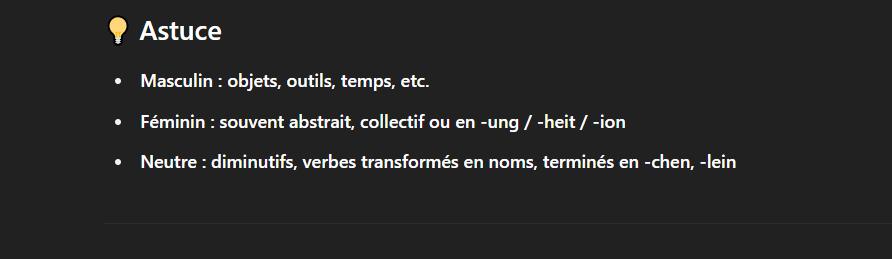 💡 Astuce
• Masculin : objets, outils, temps, etc.
• Féminin : souvent abstrait, collectif ou en -ung / -heit / -ion
• Neutre : diminutifs, verbes transformés en noms, terminés en -chen, -lein